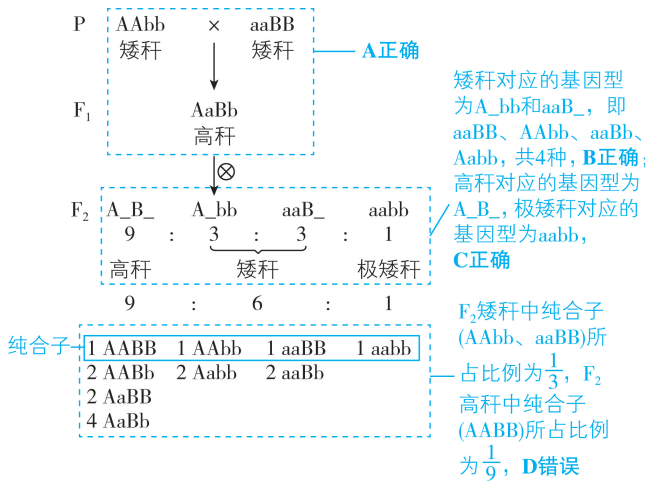 P AAbb × aaBB
矮秆 矮秆
A正确
F₁ AaBb
高秆
⊗
矮秆对应的基因型
为A_bb和aaB_，即
aaBB、AAbb、aaBb、
Aabb，共4种，B正确；
高秆对应的基因型为
A_B_，极矮秆对应的
基因型为aabb，
C正确
F₂ A_B_ A_bb aaB_ aabb
9 : 3 : 3 : 1
高秆 矮秆 极矮秆
9 : 6 : 1
纯合子
1 AABB 1 AAbb 1 aaBB 1 aabb
2 AABb 2 Aabb 2 aaBb
2 AaBB
4 AaBb
F₂矮秆中纯合子
(AAbb、aaBB)所
占比例为1/3，F₂
高秆中纯合子
(AABB)所占比例
为1/9，D错误